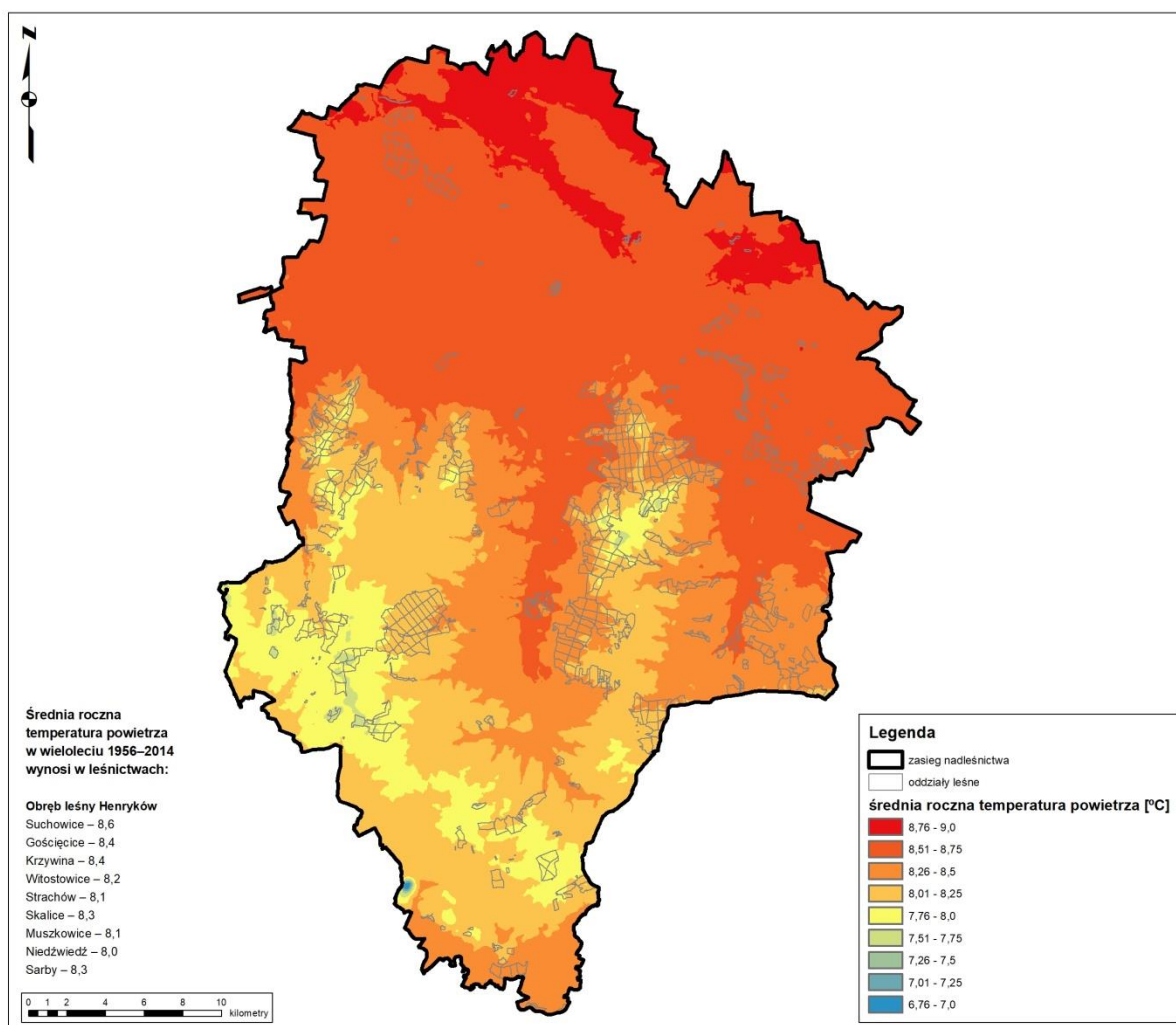 N
Średnia roczna
temperatura powietrza
w wieloleciu 1956–2014
wynosi w leśnictwach:
Obręb leśny Henryków
Suchowice – 8,6
Gościęcice – 8,4
Krzywina – 8,4
Witostowice – 8,2
Strachów – 8,1
Skalice – 8,3
Muszkowice – 8,1
Niedźwiedź – 8,0
Sarby – 8,3
0 1 2 4 6 8 10
kilometry
Legenda
zasieg nadleśnictwa
oddziały leśne
średnia roczna temperatura powietrza [ºC]
8,76 - 9,0
8,51 - 8,75
8,26 - 8,5
8,01 - 8,25
7,76 - 8,0
7,51 - 7,75
7,26 - 7,5
7,01 - 7,25
6,76 - 7,0